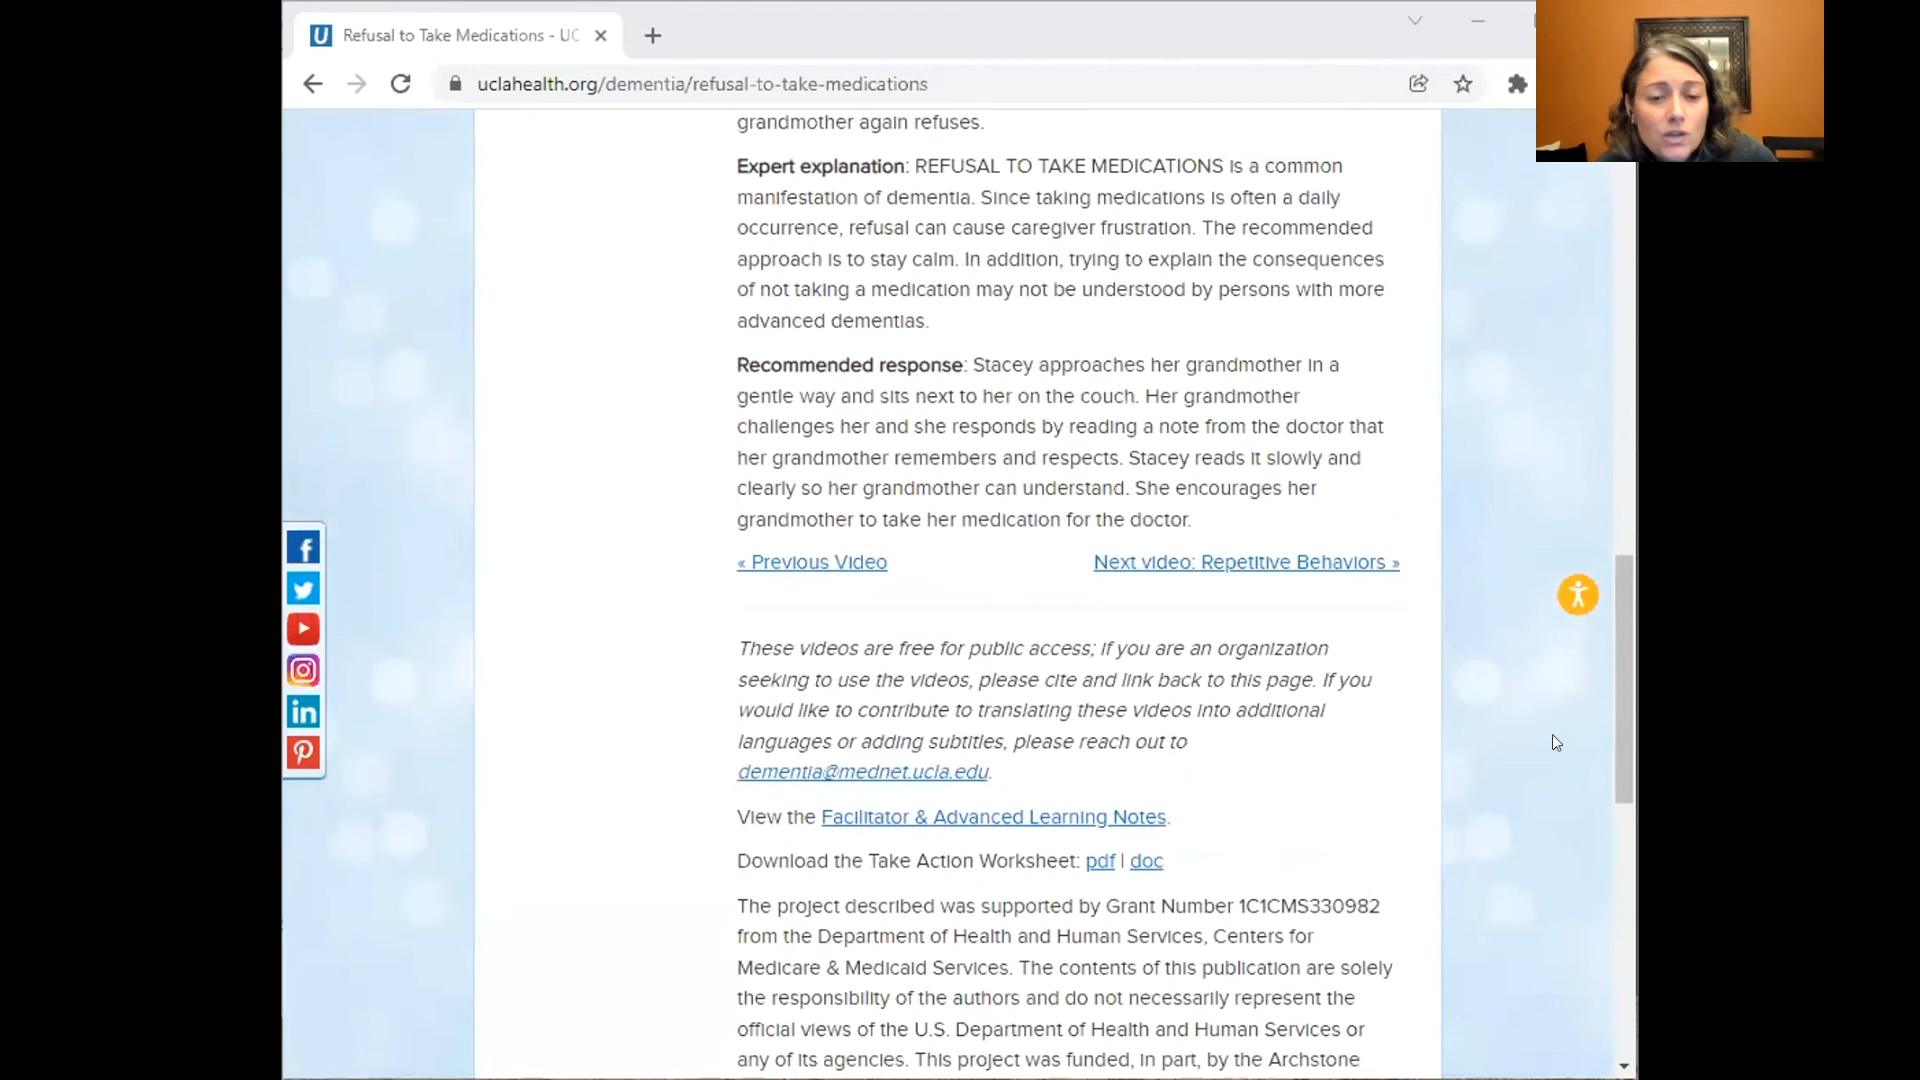 Refusal to Take Medications - UC
uclahealth.org/dementia/refusal-to-take-medications
grandmother again refuses.
Expert explanation: REFUSAL TO TAKE MEDICATIONS is a common
manifestation of dementia. Since taking medications is often a daily
occurrence, refusal can cause caregiver frustration. The recommended
approach is to stay calm. In addition, trying to explain the consequences
of not taking a medication may not be understood by persons with more
advanced dementias.
Recommended response: Stacey approaches her grandmother in a
gentle way and sits next to her on the couch. Her grandmother
challenges her and she responds by reading a note from the doctor that
her grandmother remembers and respects. Stacey reads it slowly and
clearly so her grandmother can understand. She encourages her
grandmother to take her medication for the doctor.
« Previous Video Next video: Repetitive Behaviors »
These videos are free for public access; if you are an organization
seeking to use the videos, please cite and link back to this page. If you
would like to contribute to translating these videos into additional
languages or adding subtitles, please reach out to
dementia@mednet.ucla.edu.
View the Facilitator & Advanced Learning Notes.
Download the Take Action Worksheet: pdf | doc
The project described was supported by Grant Number 1C1CMS330982
from the Department of Health and Human Services, Centers for
Medicare & Medicaid Services. The contents of this publication are solely
the responsibility of the authors and do not necessarily represent the
official views of the U.S. Department of Health and Human Services or
any of its agencies. This project was funded, in part, by the Archstone